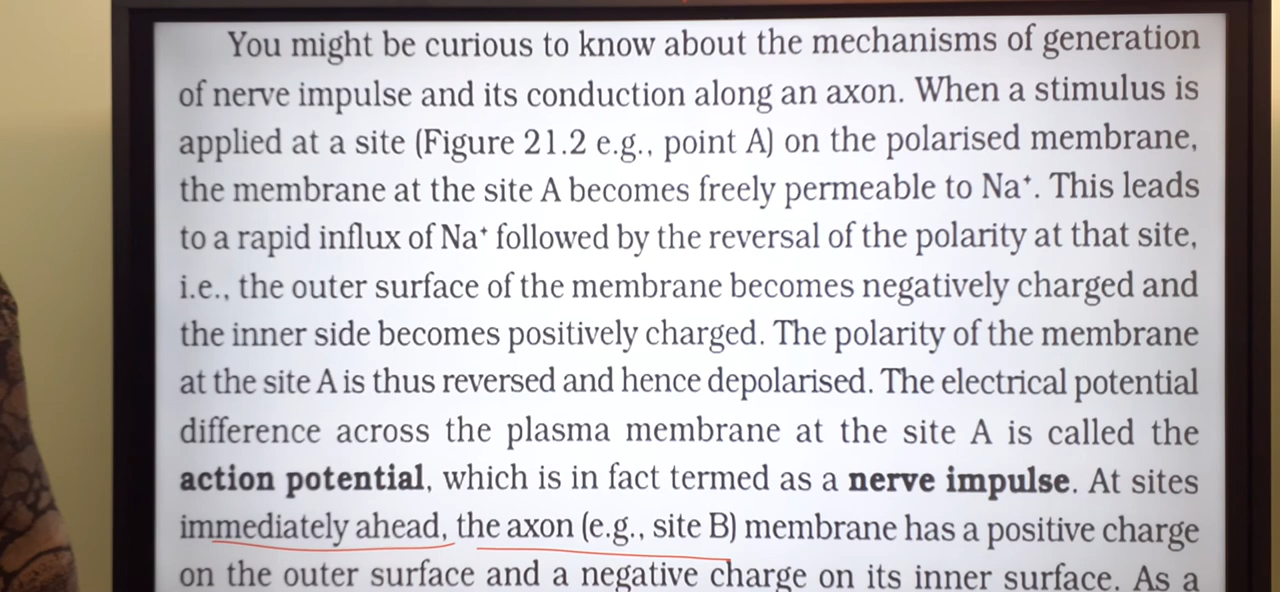 You might be curious to know about the mechanisms of generation
of nerve impulse and its conduction along an axon. When a stimulus is
applied at a site (Figure 21.2 e.g., point A) on the polarised membrane,
the membrane at the site A becomes freely permeable to Na⁺. This leads
to a rapid influx of Na⁺ followed by the reversal of the polarity at that site,
i.e., the outer surface of the membrane becomes negatively charged and
the inner side becomes positively charged. The polarity of the membrane
at the site A is thus reversed and hence depolarised. The electrical potential
difference across the plasma membrane at the site A is called the
action potential, which is in fact termed as a nerve impulse. At sites
immediately ahead, the axon (e.g., site B) membrane has a positive charge
on the outer surface and a negative charge on its inner surface. As a